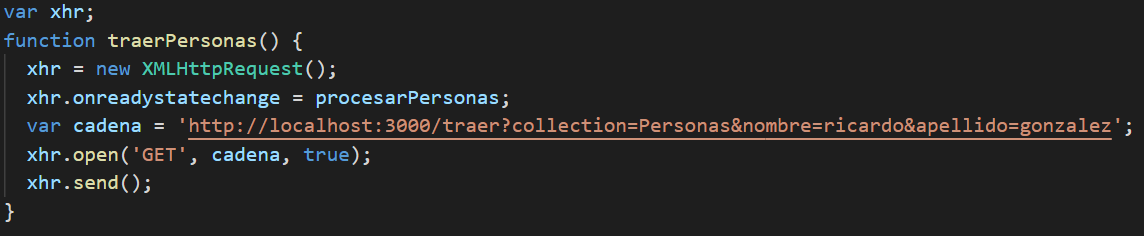 var xhr;
function traerPersonas() {
  xhr = new XMLHttpRequest();
  xhr.onreadystatechange = procesarPersonas;
  var cadena = 'http://localhost:3000/traer?collection=Personas&nombre=ricardo&apellido=gonzalez';
  xhr.open('GET', cadena, true);
  xhr.send();
}